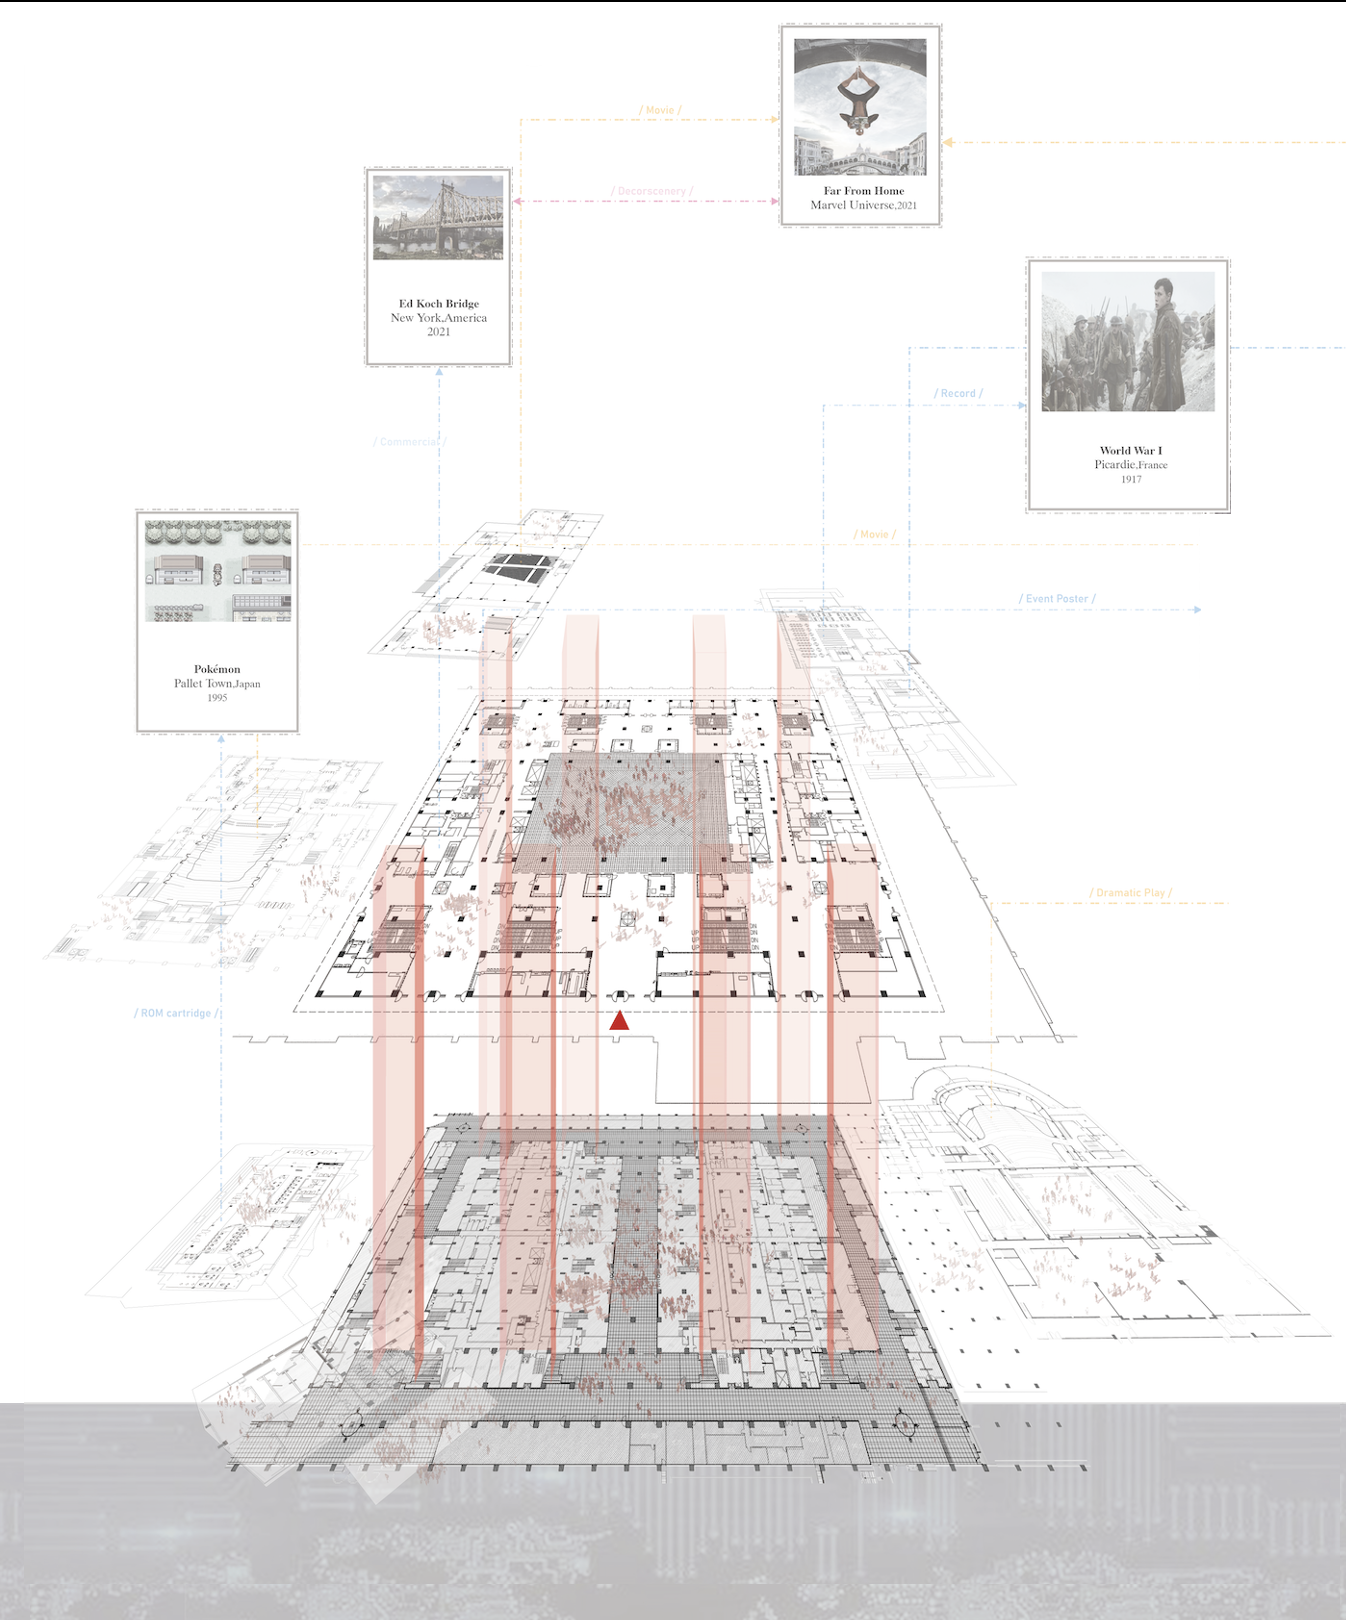 / Movie /
Far From Home
Marvel Universe,2021
/ Decorscenery /
Ed Koch Bridge
New York,America
2021
/ Record /
/ Commercial /
World War I
Picardie,France
1917
/ Movie /
/ Event Poster /
Pokémon
Pallet Town,Japan
1995
/ Dramatic Play /
/ ROM cartridge /